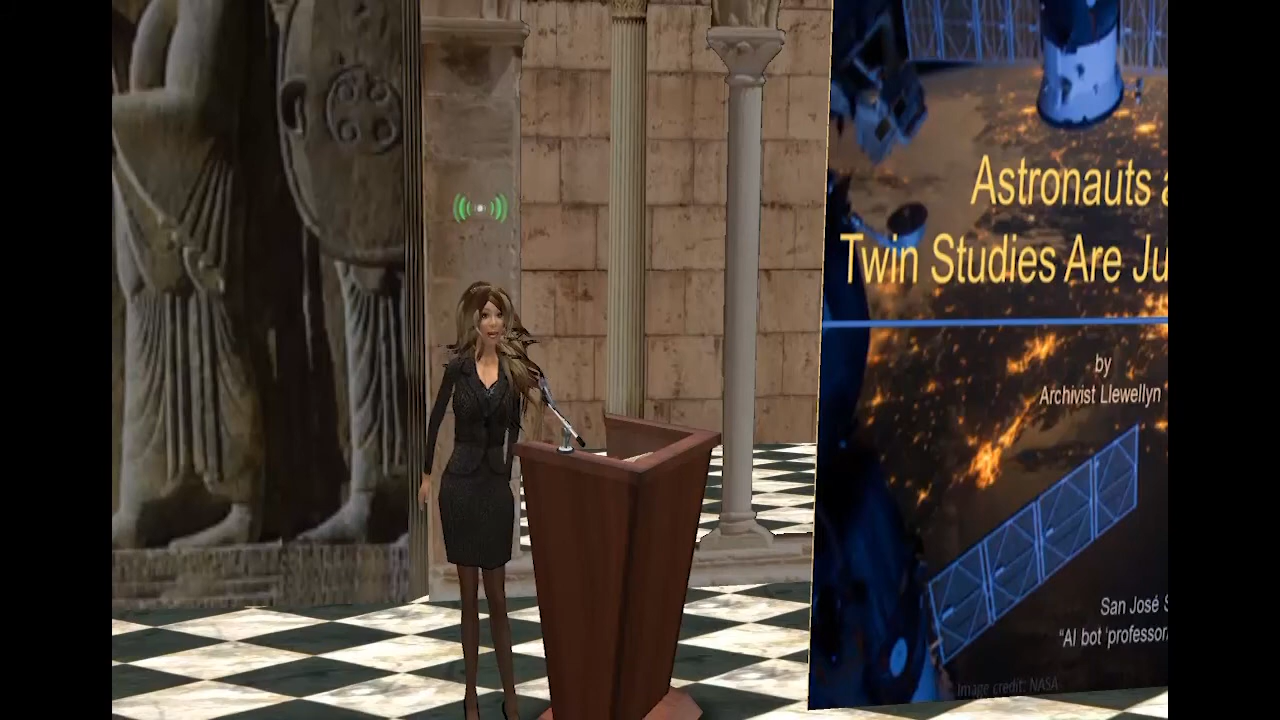 Astronauts a
Twin Studies Are Ju
by
Archivist Llewellyn
San José S
"AI bot 'professor
Image credit: NASA